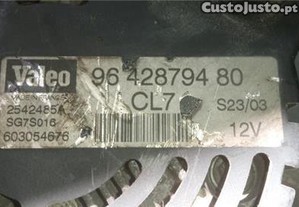 CustoJusto.pt
Valeo
96 428794 80
CL7
S23/03
2542485A
SG7S016
12V
603054676